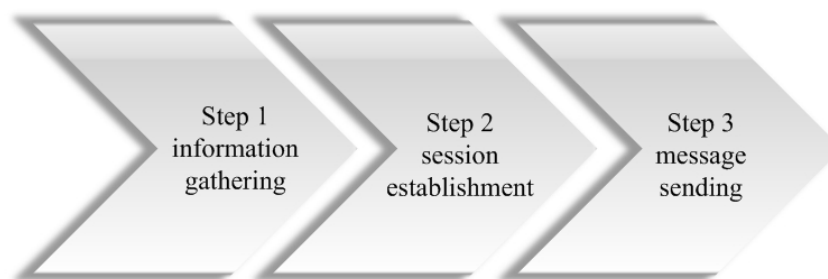 Step 1
information
gathering
Step 2
session
establishment
Step 3
message
sending